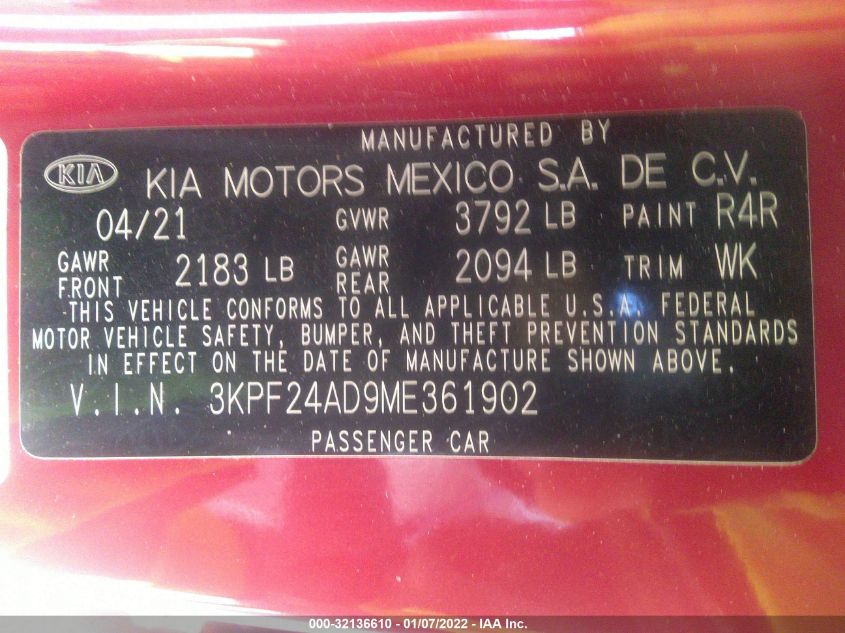 MANUFACTURED BY
KIA KIA MOTORS MEXICO S.A. DE C.V.
04/21 GVWR 3792 LB PAINT R4R
GAWR FRONT 2183 LB GAWR REAR 2094 LB TRIM WK
THIS VEHICLE CONFORMS TO ALL APPLICABLE U.S.A. FEDERAL
MOTOR VEHICLE SAFETY, BUMPER, AND THEFT PREVENTION STANDARDS
IN EFFECT ON THE DATE OF MANUFACTURE SHOWN ABOVE.
V.I.N. 3KPF24AD9ME361902
PASSENGER CAR
000-32136610 - 01/07/2022 - IAA Inc.